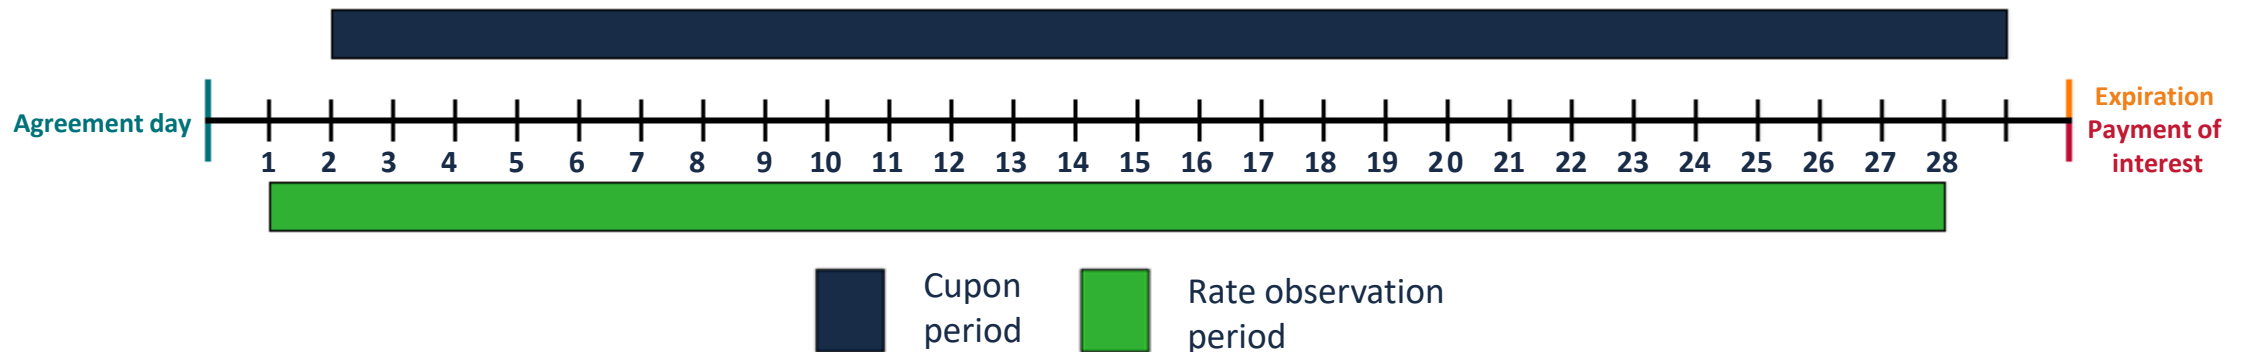 Agreement day
Expiration
Payment of
interest
1 2 3 4 5 6 7 8 9 10 11 12 13 14 15 16 17 18 19 20 21 22 23 24 25 26 27 28
Cupon
period
Rate observation
period